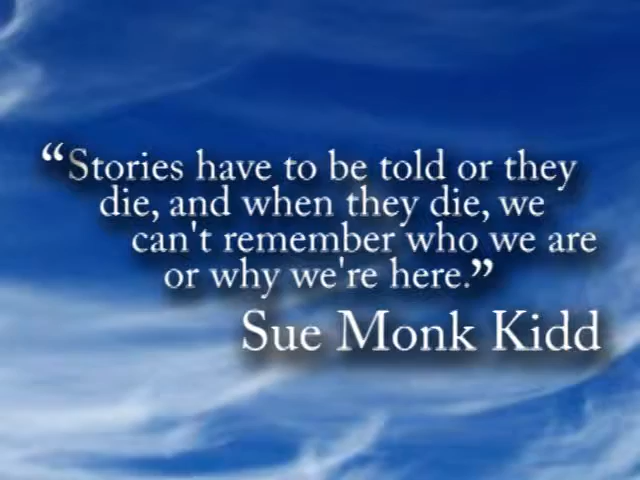 “Stories have to be told or they
die, and when they die, we
can't remember who we are
or why we're here.”
Sue Monk Kidd